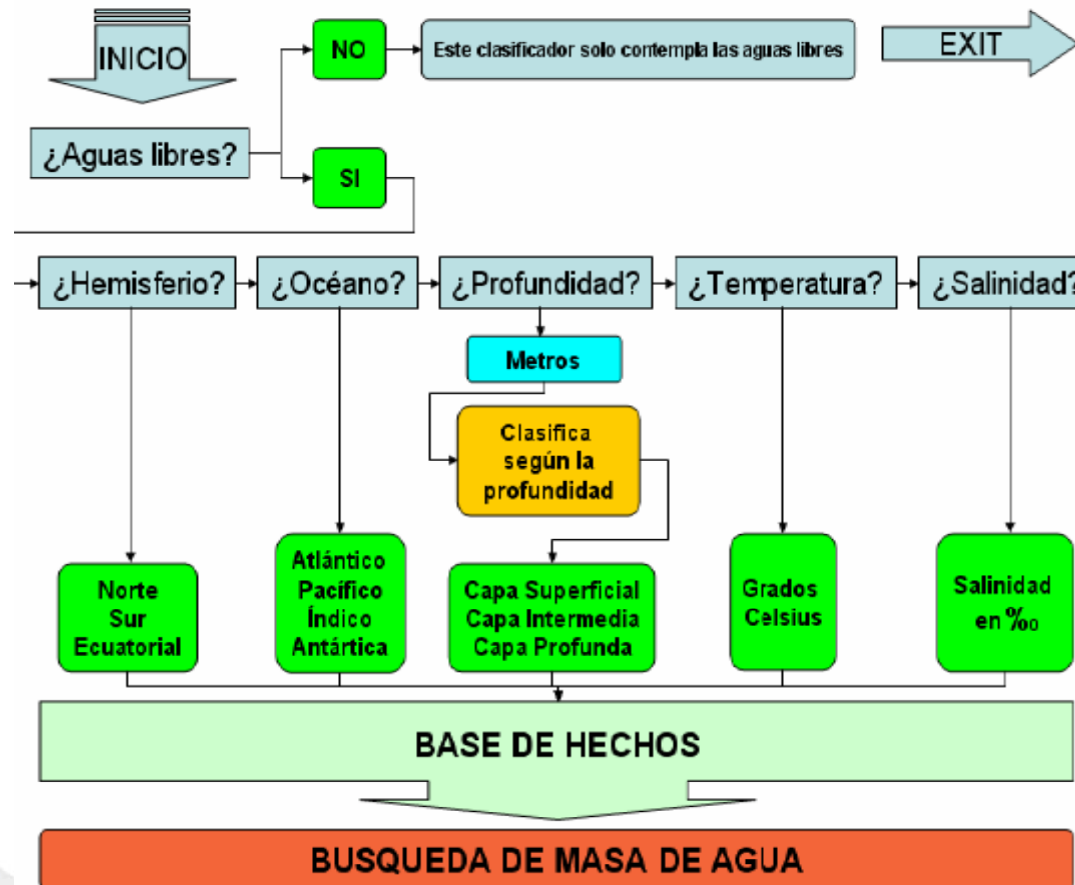 INICIO
NO
Este clasificador solo contempla las aguas libres
EXIT
¿Aguas libres?
SI
¿Hemisferio?
¿Océano?
¿Profundidad?
¿Temperatura?
¿Salinidad?
Metros
Clasifica
según la
profundidad
Norte
Sur
Ecuatorial
Atlántico
Pacífico
Índico
Antártica
Capa Superficial
Capa Intermedia
Capa Profunda
Grados
Celsius
Salinidad
en ‰
BASE DE HECHOS
BUSQUEDA DE MASA DE AGUA